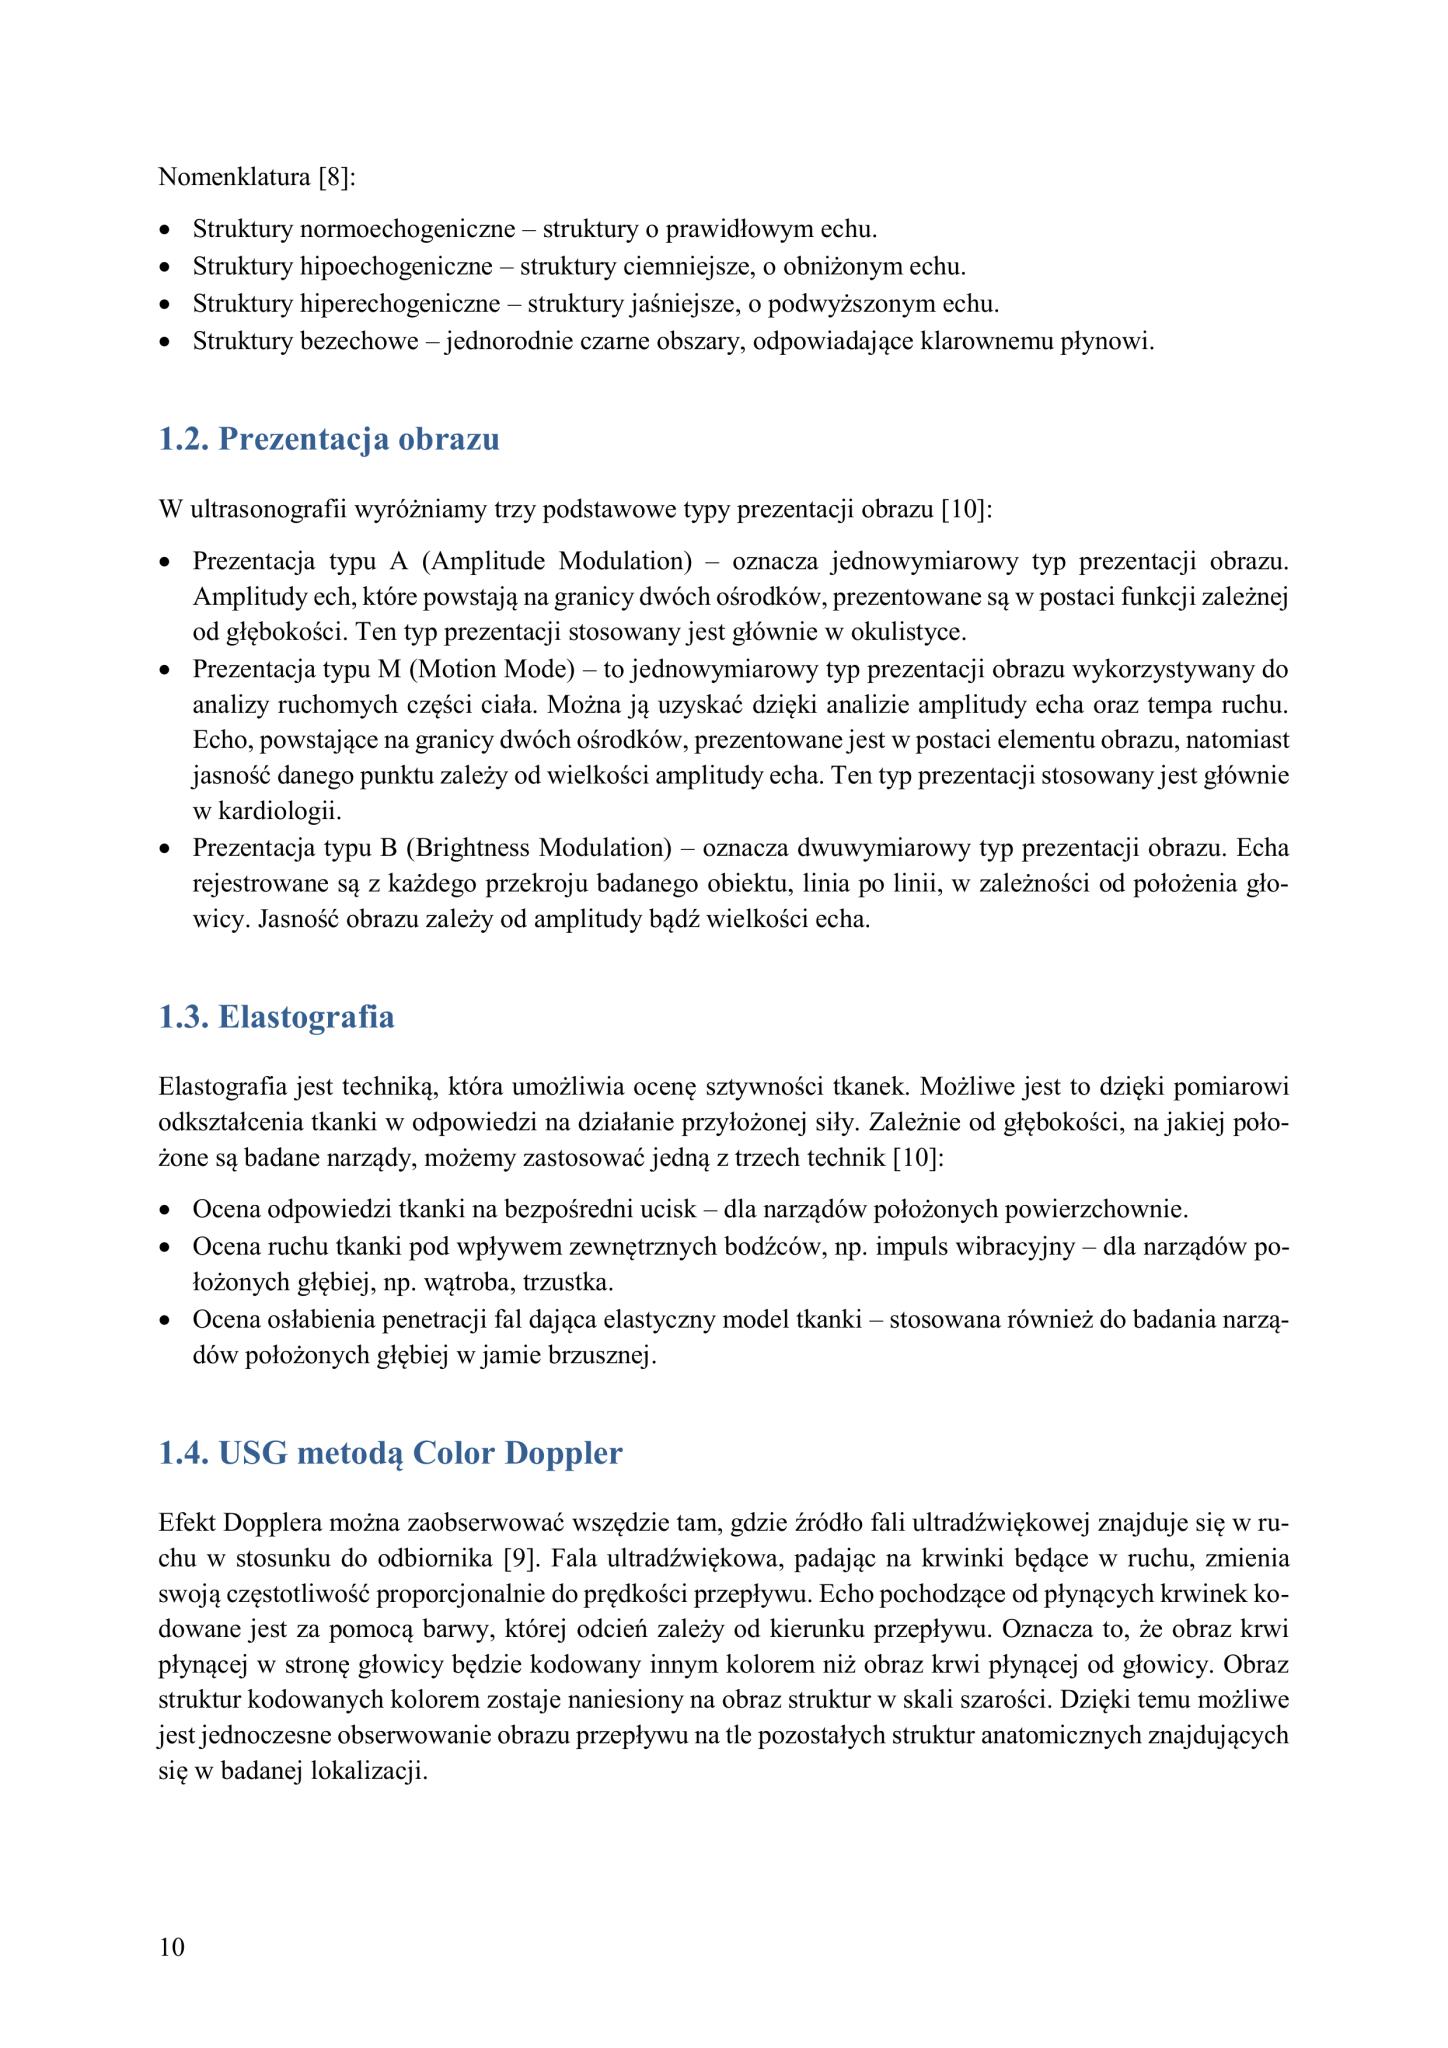 Nomenklatura [8]:
• Struktury normoechogeniczne – struktury o prawidłowym echu.
• Struktury hipoechogeniczne – struktury ciemniejsze, o obniżonym echu.
• Struktury hiperechogeniczne – struktury jaśniejsze, o podwyższonym echu.
• Struktury bezechowe – jednorodnie czarne obszary, odpowiadające klarownemu płynowi.
1.2. Prezentacja obrazu
W ultrasonografii wyróżniamy trzy podstawowe typy prezentacji obrazu [10]:
• Prezentacja typu A (Amplitude Modulation) – oznacza jednowymiarowy typ prezentacji obrazu.
Amplitudy ech, które powstają na granicy dwóch ośrodków, prezentowane są w postaci funkcji zależnej
od głębokości. Ten typ prezentacji stosowany jest głównie w okulistyce.
• Prezentacja typu M (Motion Mode) – to jednowymiarowy typ prezentacji obrazu wykorzystywany do
analizy ruchomych części ciała. Można ją uzyskać dzięki analizie amplitudy echa oraz tempa ruchu.
Echo, powstające na granicy dwóch ośrodków, prezentowane jest w postaci elementu obrazu, natomiast
jasność danego punktu zależy od wielkości amplitudy echa. Ten typ prezentacji stosowany jest głównie
w kardiologii.
• Prezentacja typu B (Brightness Modulation) – oznacza dwuwymiarowy typ prezentacji obrazu. Echa
rejestrowane są z każdego przekroju badanego obiektu, linia po linii, w zależności od położenia gło-
wicy. Jasność obrazu zależy od amplitudy bądź wielkości echa.
1.3. Elastografia
Elastografia jest techniką, która umożliwia ocenę sztywności tkanek. Możliwe jest to dzięki pomiarowi
odkształcenia tkanki w odpowiedzi na działanie przyłożonej siły. Zależnie od głębokości, na jakiej poło-
żone są badane narządy, możemy zastosować jedną z trzech technik [10]:
• Ocena odpowiedzi tkanki na bezpośredni ucisk – dla narządów położonych powierzchownie.
• Ocena ruchu tkanki pod wpływem zewnętrznych bodźców, np. impuls wibracyjny – dla narządów po-
łożonych głębiej, np. wątroba, trzustka.
• Ocena osłabienia penetracji fal dająca elastyczny model tkanki – stosowana również do badania narzą-
dów położonych głębiej w jamie brzusznej.
1.4. USG metodą Color Doppler
Efekt Dopplera można zaobserwować wszędzie tam, gdzie źródło fali ultradźwiękowej znajduje się w ru-
chu w stosunku do odbiornika [9]. Fala ultradźwiękowa, padając na krwinki będące w ruchu, zmienia
swoją częstotliwość proporcjonalnie do prędkości przepływu. Echo pochodzące od płynących krwinek ko-
dowane jest za pomocą barwy, której odcień zależy od kierunku przepływu. Oznacza to, że obraz krwi
płynącej w stronę głowicy będzie kodowany innym kolorem niż obraz krwi płynącej od głowicy. Obraz
struktur kodowanych kolorem zostaje naniesiony na obraz struktur w skali szarości. Dzięki temu możliwe
jest jednoczesne obserwowanie obrazu przepływu na tle pozostałych struktur anatomicznych znajdujących
się w badanej lokalizacji.
10